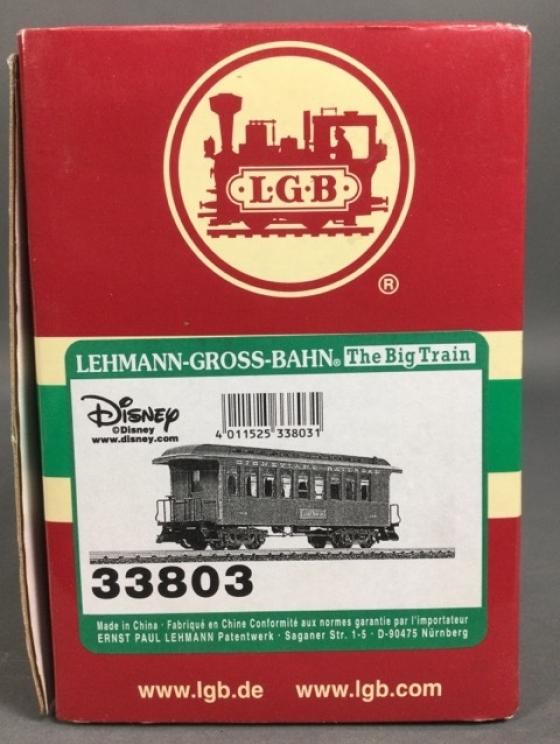 L·G·B
®
LEHMANN-GROSS-BAHN® The Big Train
Disney
©Disney
www.disney.com
4 011525 338031
DISNEYLAND RAILROAD
33803
Made in China · Fabriqué en Chine Conformité aux normes garantie par l'importateur
ERNST PAUL LEHMANN Patentwerk · Saganer Str. 1-5 · D-90475 Nürnberg
www.lgb.de www.lgb.com